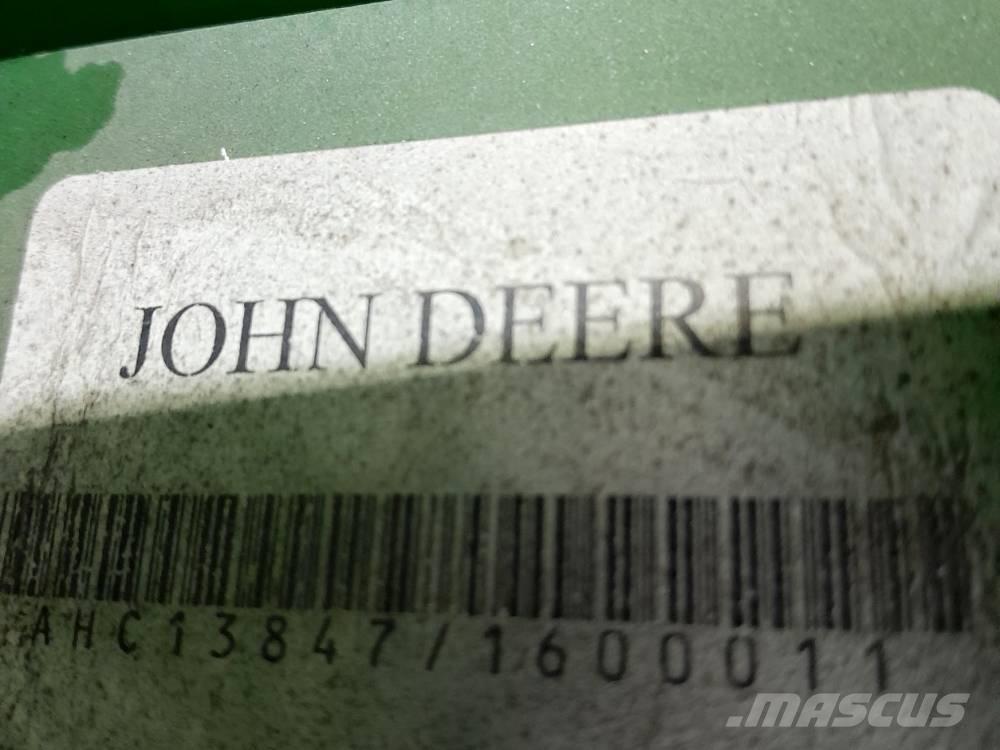 JOHN DEERE
AHC13847/1600011
.MASCUS